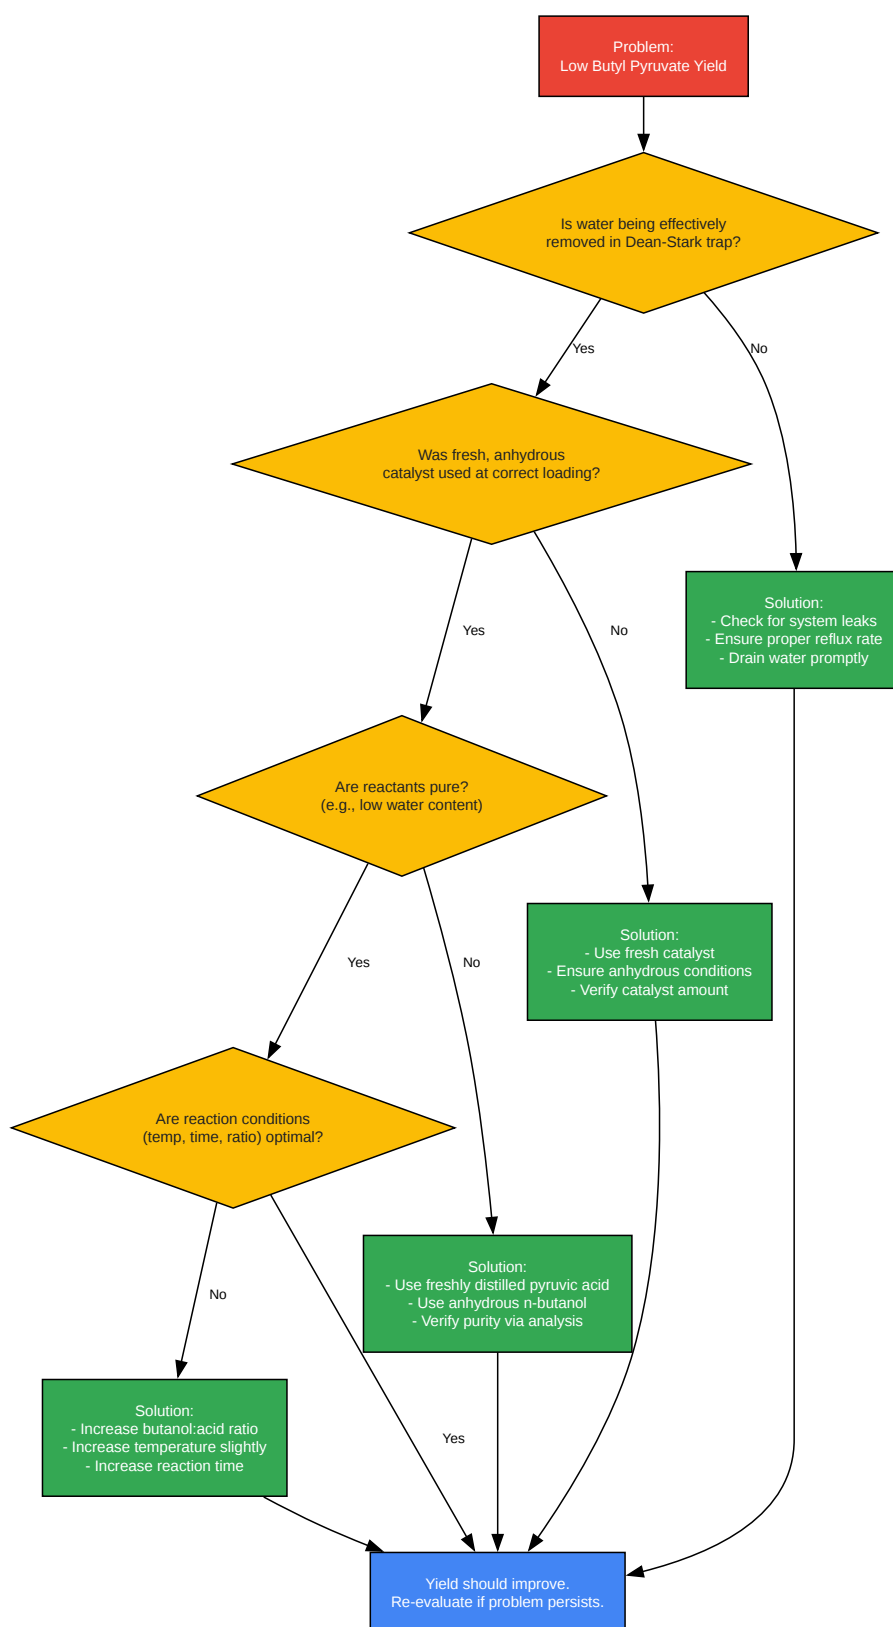 Problem:
Low Butyl Pyruvate Yield
Is water being effectively
removed in Dean-Stark trap?
Yes
No
Was fresh, anhydrous
catalyst used at correct loading?
Solution:
- Check for system leaks
- Ensure proper reflux rate
- Drain water promptly
Yes
No
Are reactants pure?
(e.g., low water content)
Solution:
- Use fresh catalyst
- Ensure anhydrous conditions
- Verify catalyst amount
Yes
No
Are reaction conditions
(temp, time, ratio) optimal?
Solution:
- Use freshly distilled pyruvic acid
- Use anhydrous n-butanol
- Verify purity via analysis
No
Solution:
- Increase butanol:acid ratio
- Increase temperature slightly
- Increase reaction time
Yes
Yield should improve.
Re-evaluate if problem persists.